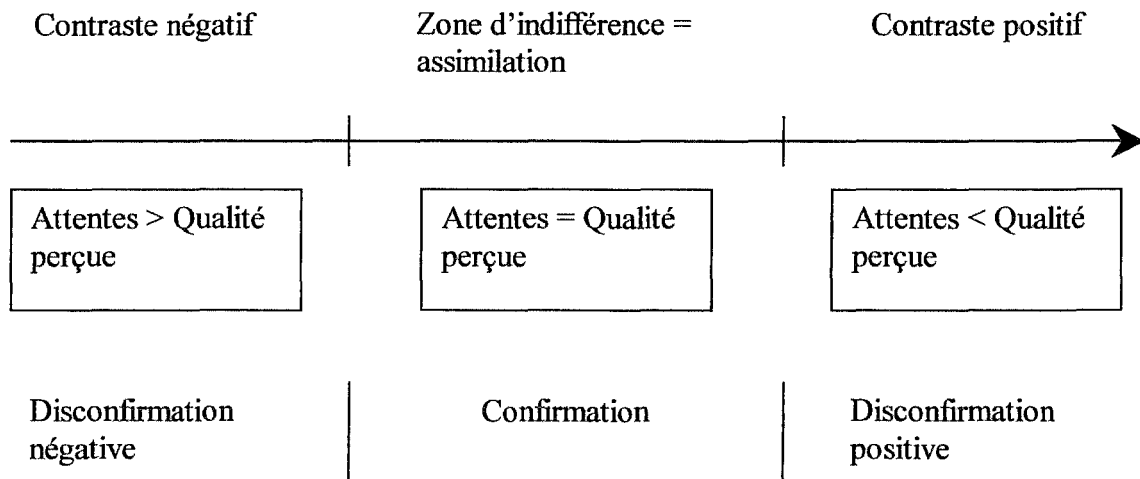 Contraste négatif
Zone d'indifférence =
assimilation
Contraste positif
Attentes > Qualité
perçue
Attentes = Qualité
perçue
Attentes < Qualité
perçue
Disconfirmation
négative
Confirmation
Disconfirmation
positive